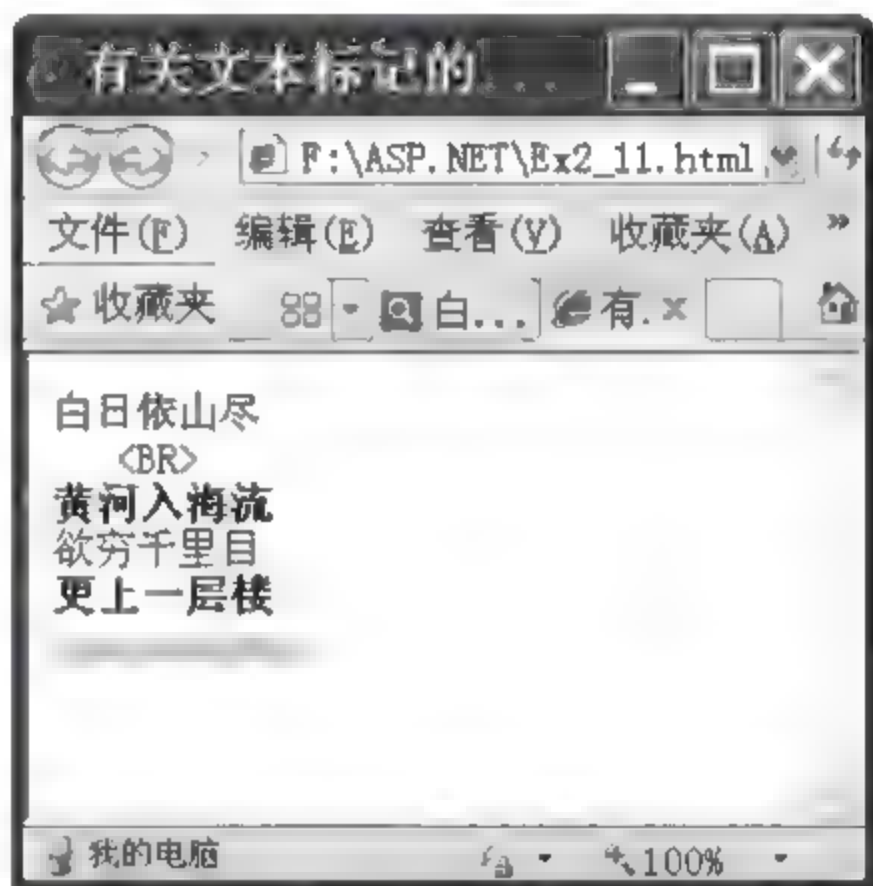 有关文本标记的...
F:\ASP.NET\Ex2_11.html
文件(F) 编辑(E) 查看(V) 收藏夹(A) »
收藏夹 白... 有.
白日依山尽
<BR>
黄河入海流
欲穷千里目
更上一层楼
我的电脑 100%